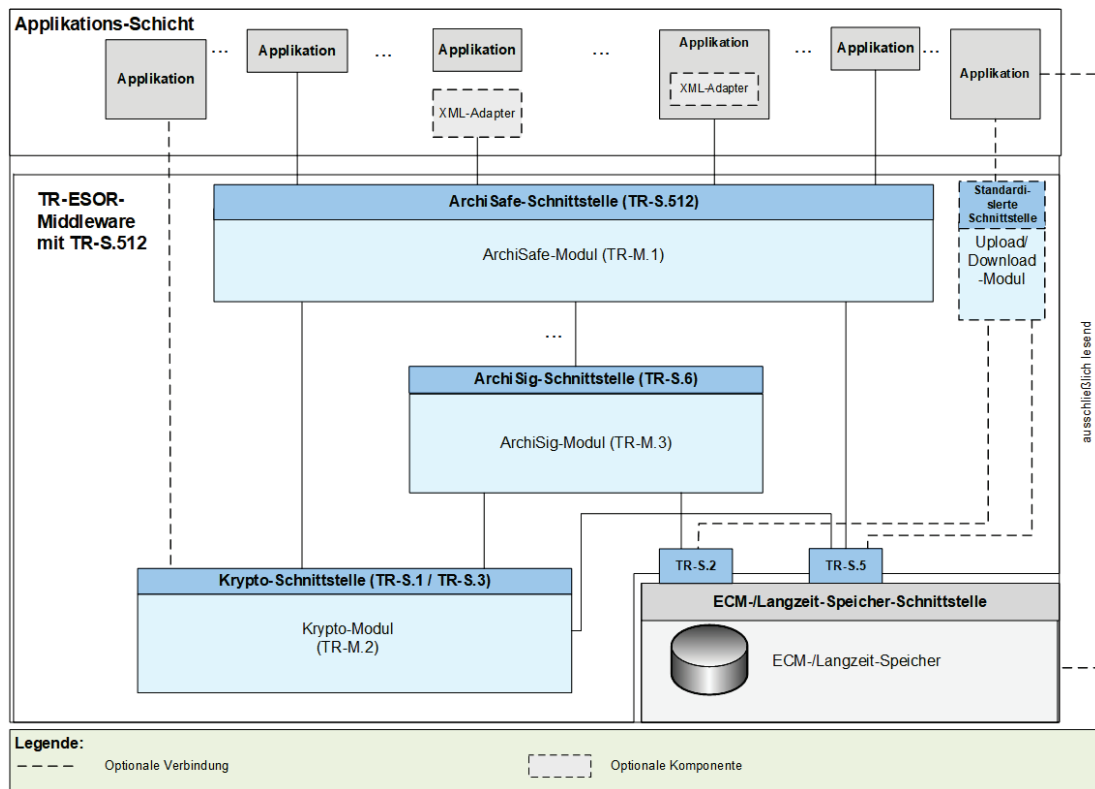 Applikations-Schicht
Applikation
...
Applikation
...
Applikation
XML-Adapter
...
Applikation
XML-Adapter
...
Applikation
...
Applikation
TR-ESOR-
Middleware
mit TR-S.512
ArchiSafe-Schnittstelle (TR-S.512)
ArchiSafe-Modul (TR-M.1)
Standardi-
sierte
Schnittstelle
Upload/
Download
-Modul
ausschließlich lesend
...
ArchiSig-Schnittstelle (TR-S.6)
ArchiSig-Modul (TR-M.3)
TR-S.2
TR-S.5
Krypto-Schnittstelle (TR-S.1 / TR-S.3)
Krypto-Modul
(TR-M.2)
ECM-/Langzeit-Speicher-Schnittstelle
ECM-/Langzeit-Speicher
Legende:
Optionale Verbindung
Optionale Komponente